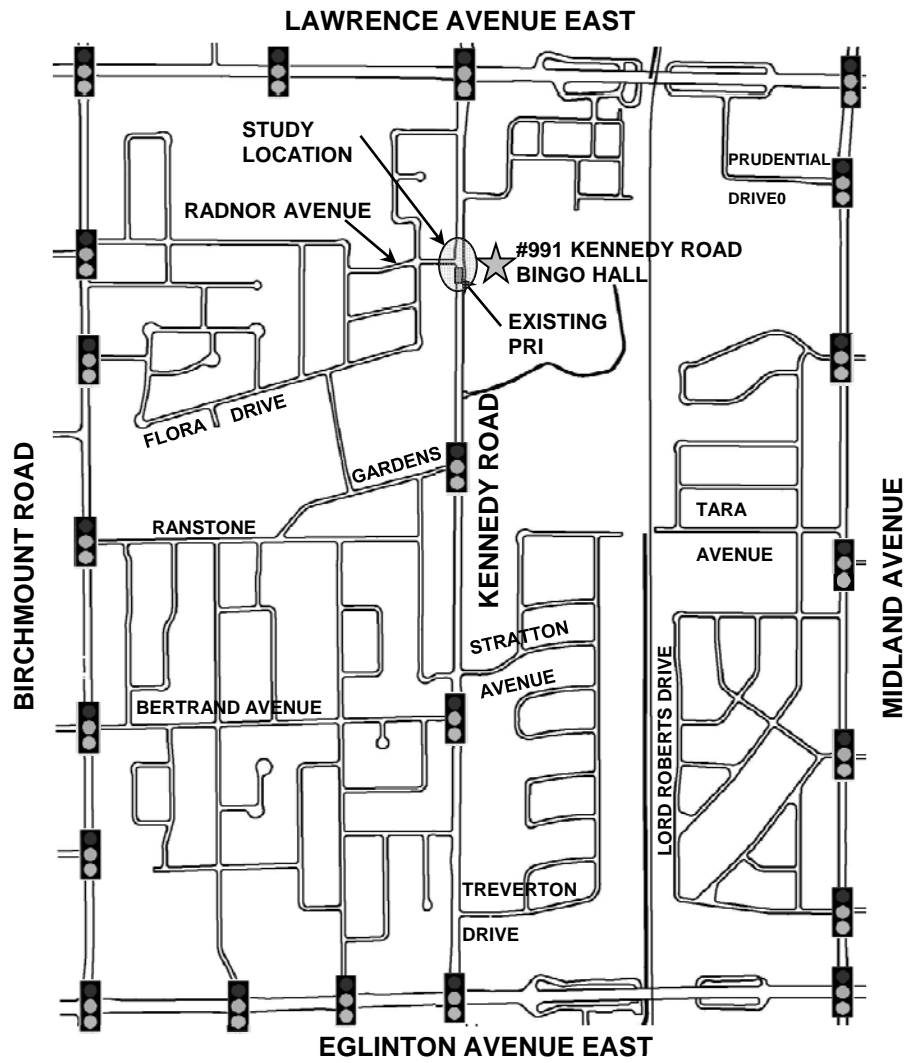 LAWRENCE AVENUE EAST
STUDY
LOCATION
PRUDENTIAL
DRIVE0
RADNOR AVENUE
#991 KENNEDY ROAD
BINGO HALL
EXISTING
PRI
FLORA DRIVE
GARDENS
KENNEDY ROAD
BIRCHMOUNT ROAD
RANSTONE
TARA
AVENUE
MIDLAND AVENUE
STRATTON
AVENUE
BERTRAND AVENUE
LORD ROBERTS DRIVE
TREVERTON
DRIVE
EGLINTON AVENUE EAST